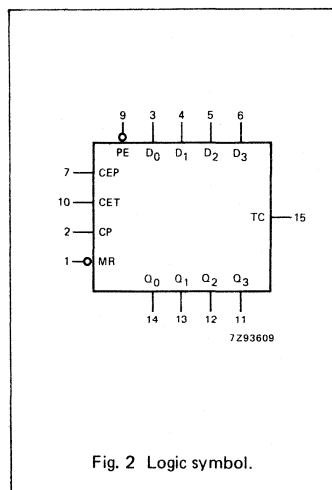 9 3 4 5 6
PE D0 D1 D2 D3
7 CEP
10 CET
TC 15
2 CP
1 MR
Q0 Q1 Q2 Q3
14 13 12 11
7Z93609
Fig. 2 Logic symbol.